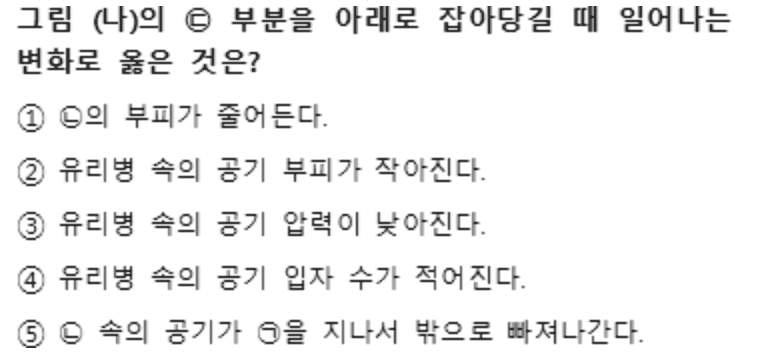 그림 (나)의 ㉢ 부분을 아래로 잡아당길 때 일어나는
변화로 옳은 것은?
① ㉡의 부피가 줄어든다.
② 유리병 속의 공기 부피가 작아진다.
③ 유리병 속의 공기 압력이 낮아진다.
④ 유리병 속의 공기 입자 수가 적어진다.
⑤ ㉡ 속의 공기가 ㉠을 지나서 밖으로 빠져나간다.